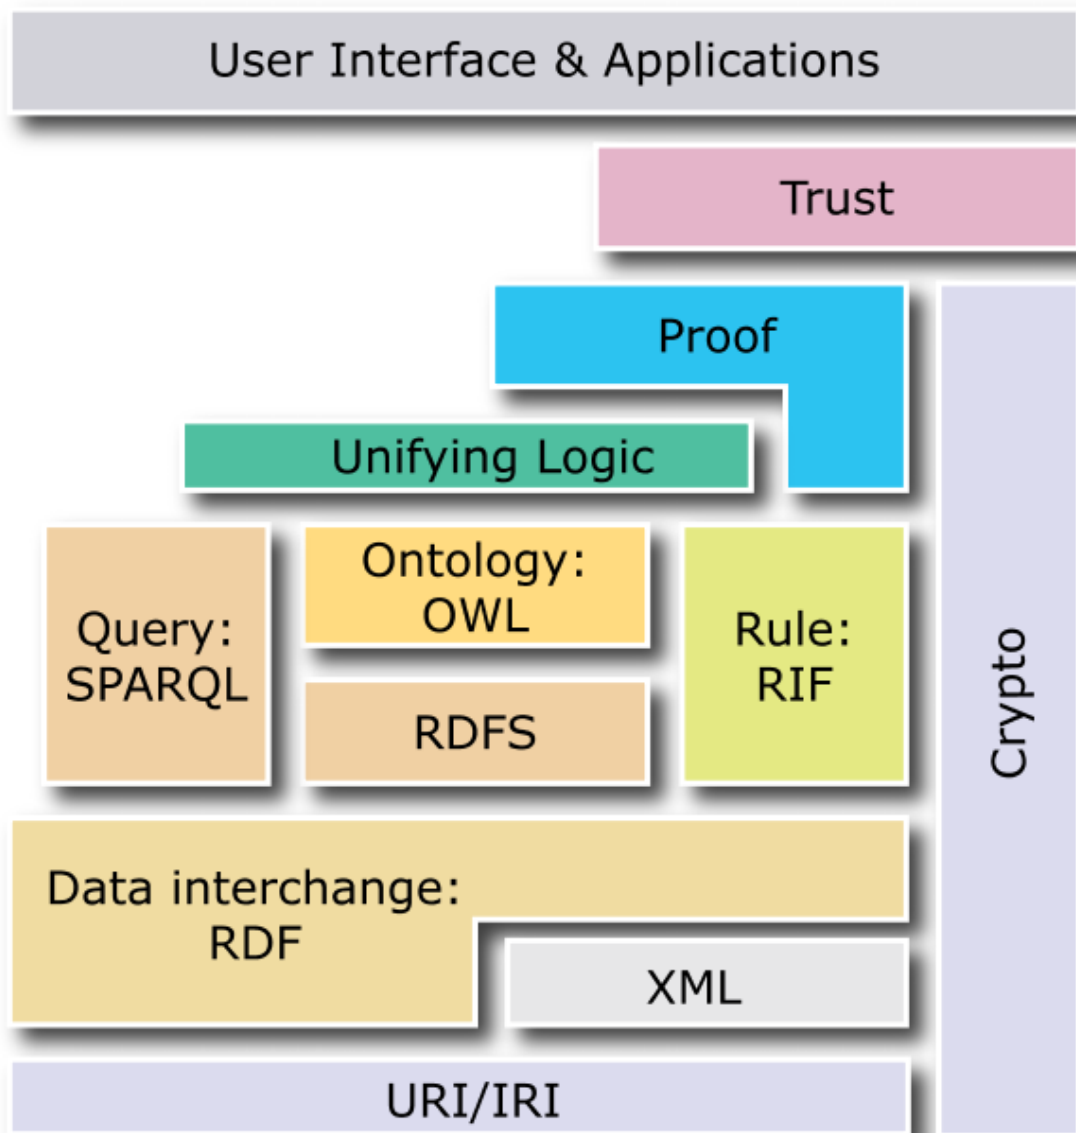 User Interface & Applications
Trust
Proof
Unifying Logic
Query:
SPARQL
Ontology:
OWL
RDFS
Rule:
RIF
Crypto
Data interchange:
RDF
XML
URI/IRI